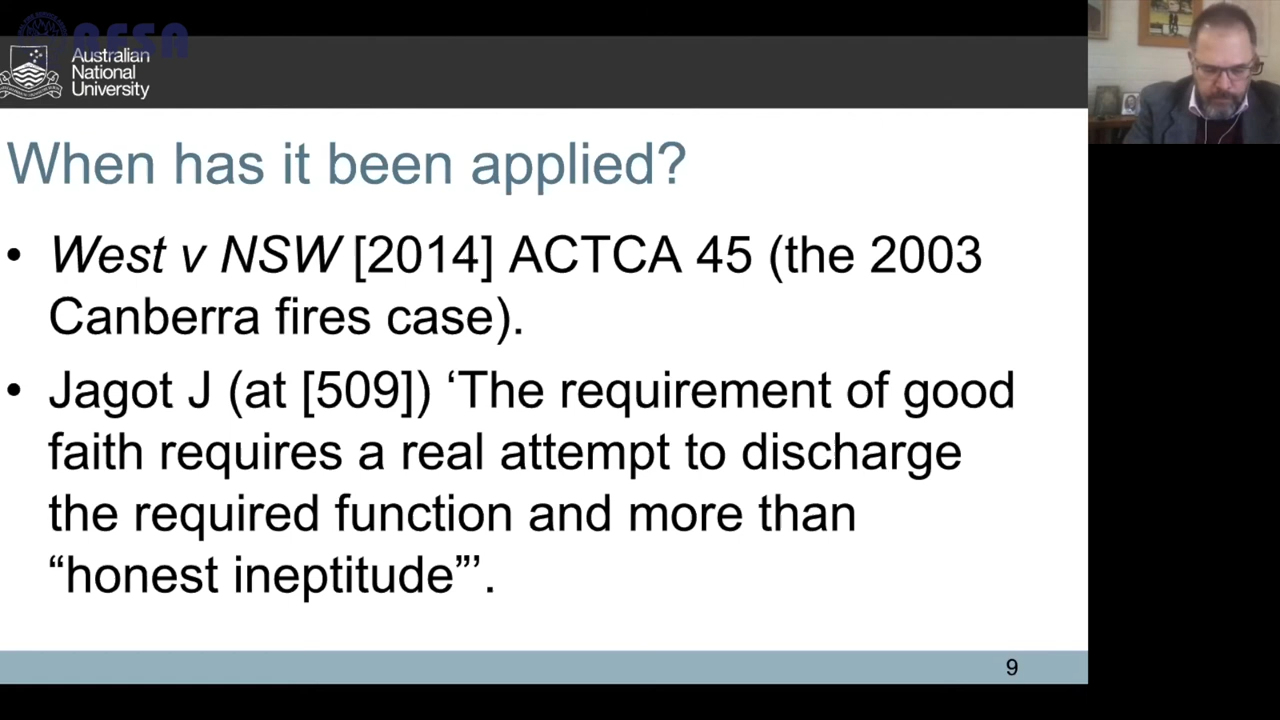 AFSA
Australian
National
University
When has it been applied?
• West v NSW [2014] ACTCA 45 (the 2003
Canberra fires case).
• Jagot J (at [509]) ‘The requirement of good
faith requires a real attempt to discharge
the required function and more than
“honest ineptitude”’.
9